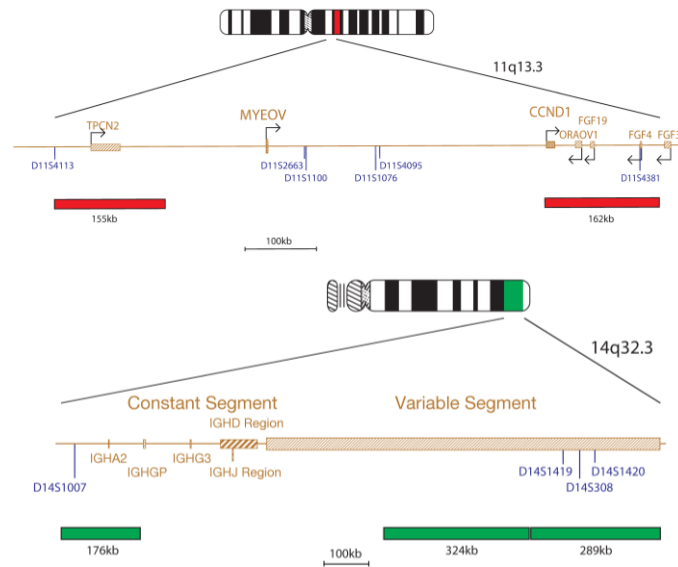 11q13.3
TPCN2
MYEOV
CCND1
FGF19
ORAOV1
FGF4
FGF3
D11S4113
D11S2663
D11S1100
D11S4095
D11S1076
D11S4381
155kb
162kb
100kb
14q32.3
Constant Segment
Variable Segment
IGHD Region
IGHA2
IGHG3
IGHGP
IGHJ Region
D14S1007
D14S1419
D14S1420
D14S308
176kb
324kb
289kb
100kb